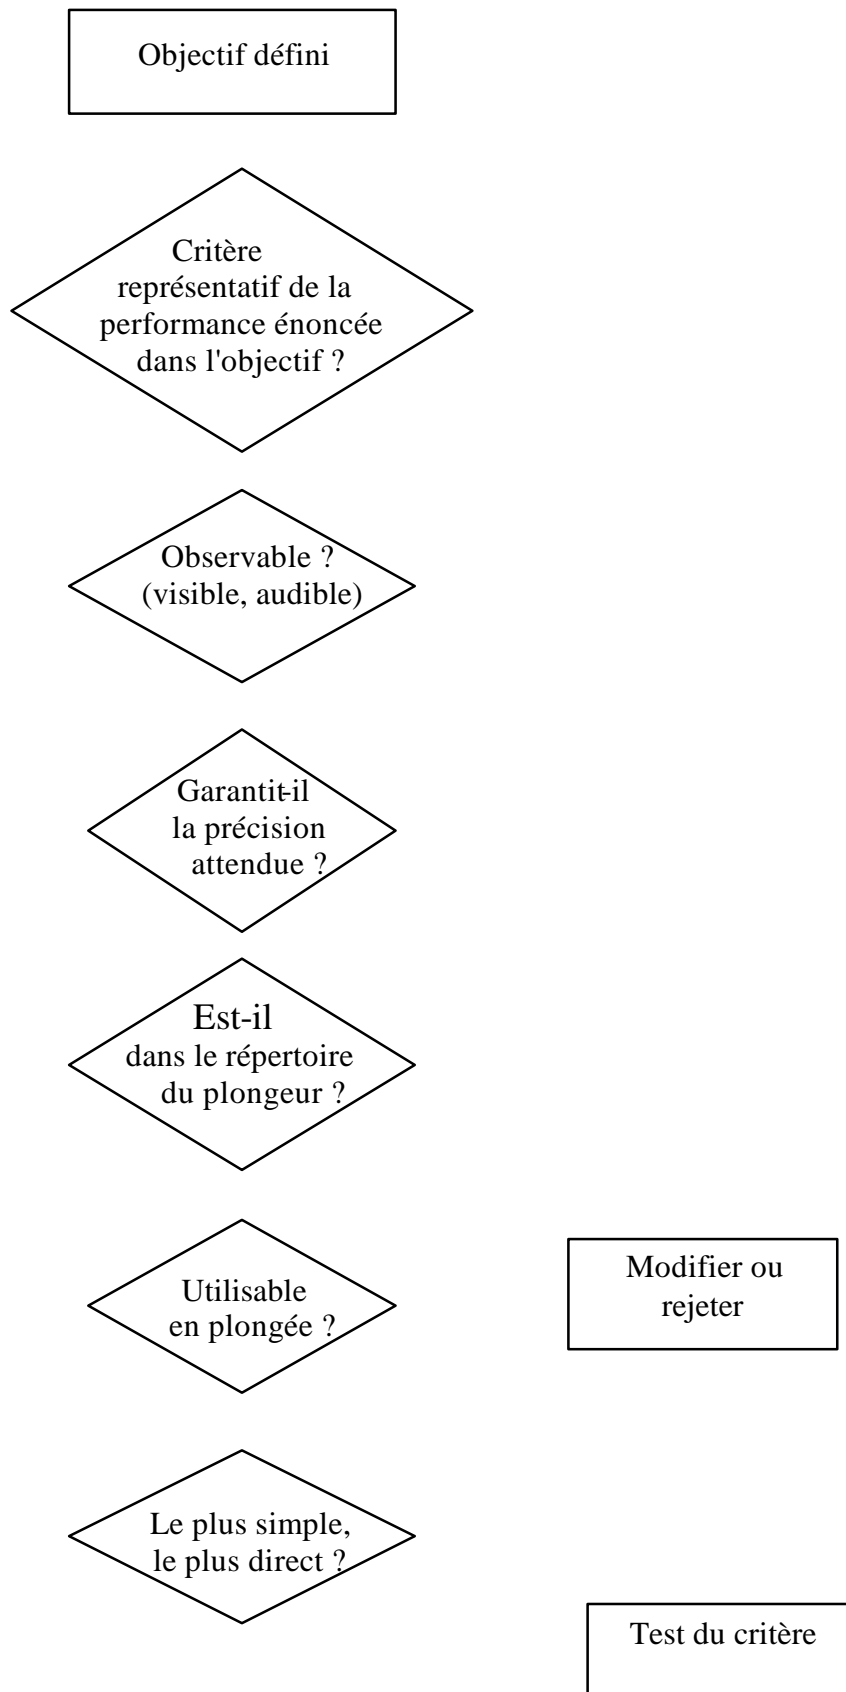 Objectif défini
Critère
représentatif de la
performance énoncée
dans l'objectif ?
Observable ?
(visible, audible)
Garantit-il
la précision
attendue ?
Est-il
dans le répertoire
du plongeur ?
Utilisable
en plongée ?
Modifier ou
rejeter
Le plus simple,
le plus direct ?
Test du critère